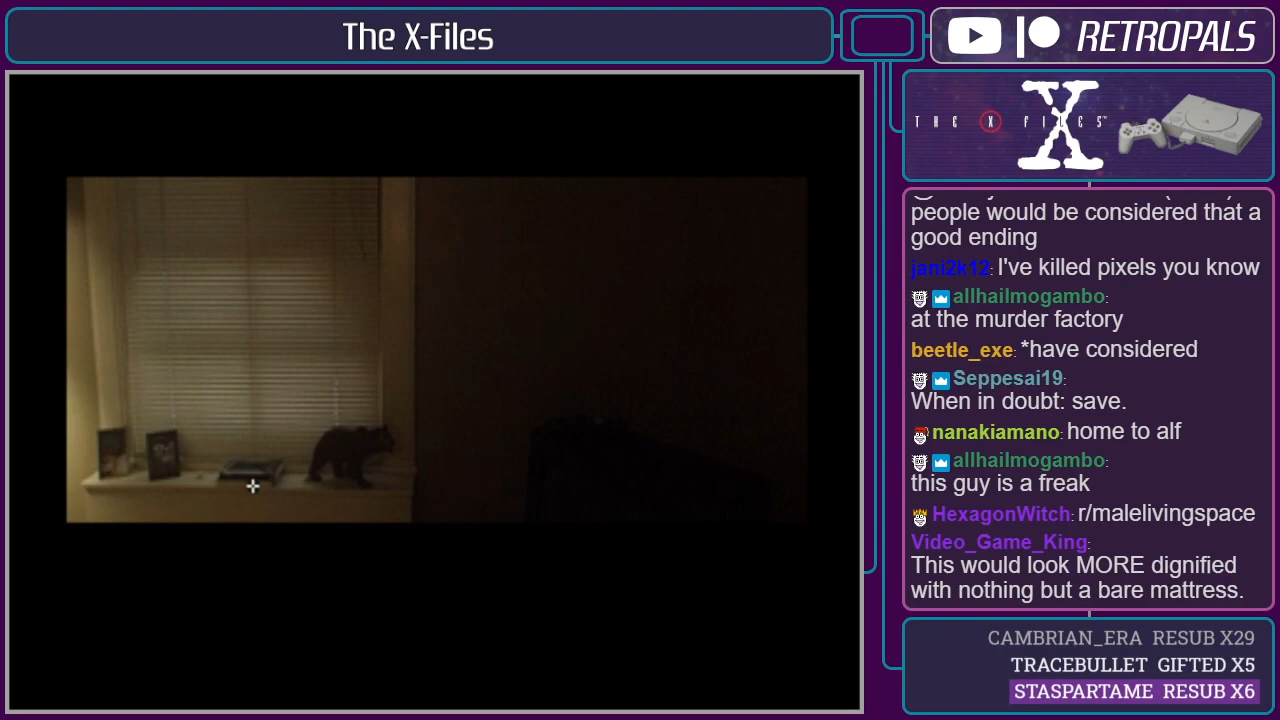 The X-Files
RETROPALS
THE X FILES™
X
people would be considered that a
good ending
jani2k12: I've killed pixels you know
allhailmogambo:
at the murder factory
beetle_exe: *have considered
Seppesai19:
When in doubt: save.
nanakiamano: home to alf
allhailmogambo:
this guy is a freak
HexagonWitch: r/malelivingspace
Video_Game_King:
This would look MORE dignified
with nothing but a bare mattress.
CAMBRIAN_ERA RESUB X29
TRACEBULLET GIFTED X5
STASPARTAME RESUB X6